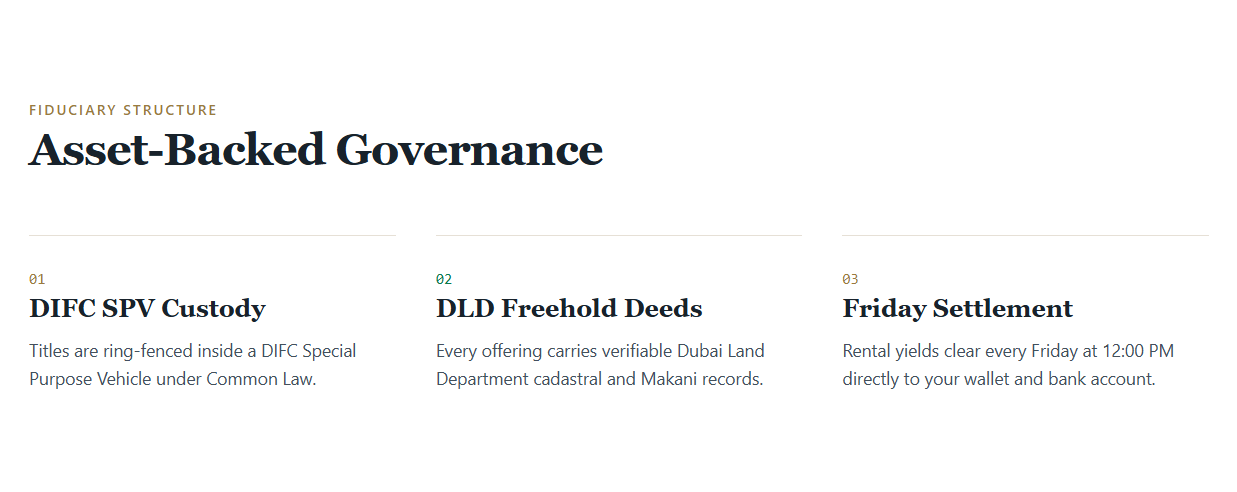 FIDUCIARY STRUCTURE
Asset-Backed Governance
01
DIFC SPV Custody
Titles are ring-fenced inside a DIFC Special
Purpose Vehicle under Common Law.
02
DLD Freehold Deeds
Every offering carries verifiable Dubai Land
Department cadastral and Makani records.
03
Friday Settlement
Rental yields clear every Friday at 12:00 PM
directly to your wallet and bank account.